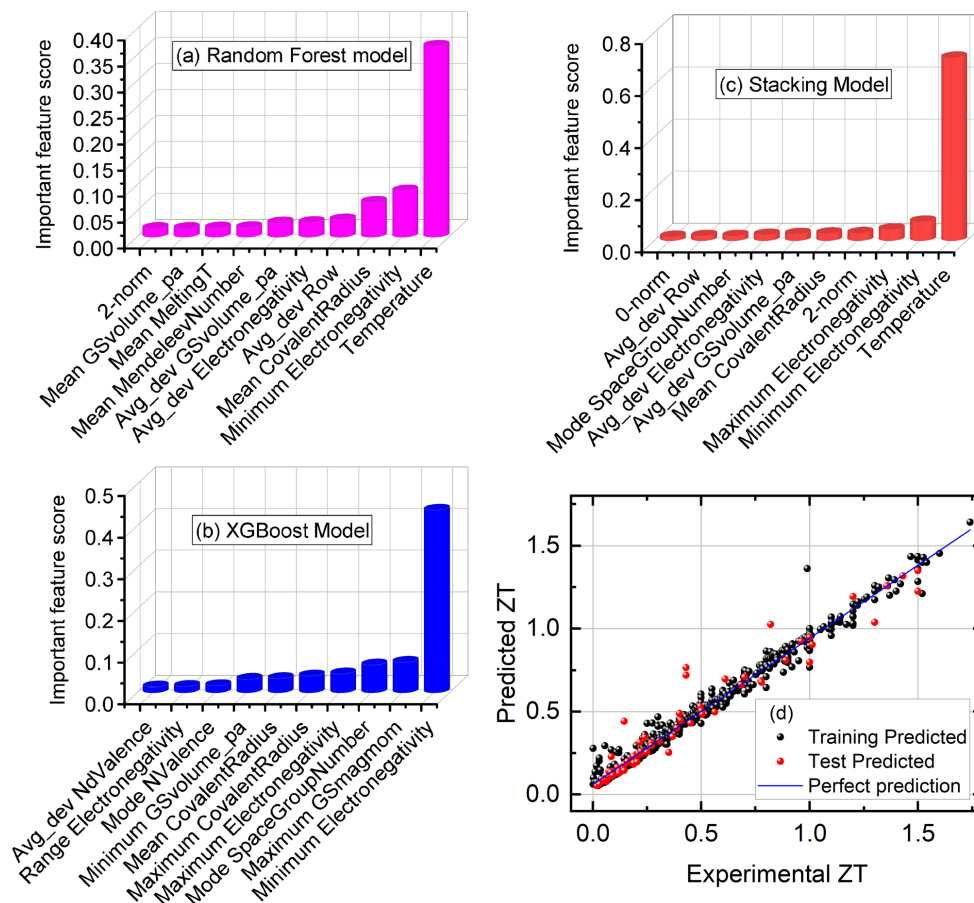 (a) Random Forest model
Important feature score
0.40
0.35
0.30
0.25
0.20
0.15
0.10
0.05
0.00
2-norm
Mean GSvolume_pa
Mean MeltingT
Mean MendeleevNumber
Avg_dev GSvolume_pa
Avg_dev Electronegativity
Avg_dev Row
Mean CovalentRadius
Minimum Electronegativity
Temperature
(c) Stacking Model
Important feature score
0.8
0.6
0.4
0.2
0.0
0-norm
Avg_dev Row
Mode SpaceGroupNumber
Avg_dev Electronegativity
Avg_dev GSvolume_pa
Mean CovalentRadius
2-norm
Maximum Electronegativity
Minimum Electronegativity
Temperature
(b) XGBoost Model
Important feature score
0.5
0.4
0.3
0.2
0.1
0.0
Avg_dev NdValence
Range Electronegativity
Mode NValence
Minimum GSvolume_pa
Mean CovalentRadius
Maximum CovalentRadius
Maximum Electronegativity
Mode SpaceGroupNumber
Maximum GSmagmom
Minimum Electronegativity
Predicted ZT
1.5
1.0
0.5
0.0
(d)
Training Predicted
Test Predicted
Perfect prediction
0.0
0.5
1.0
1.5
Experimental ZT